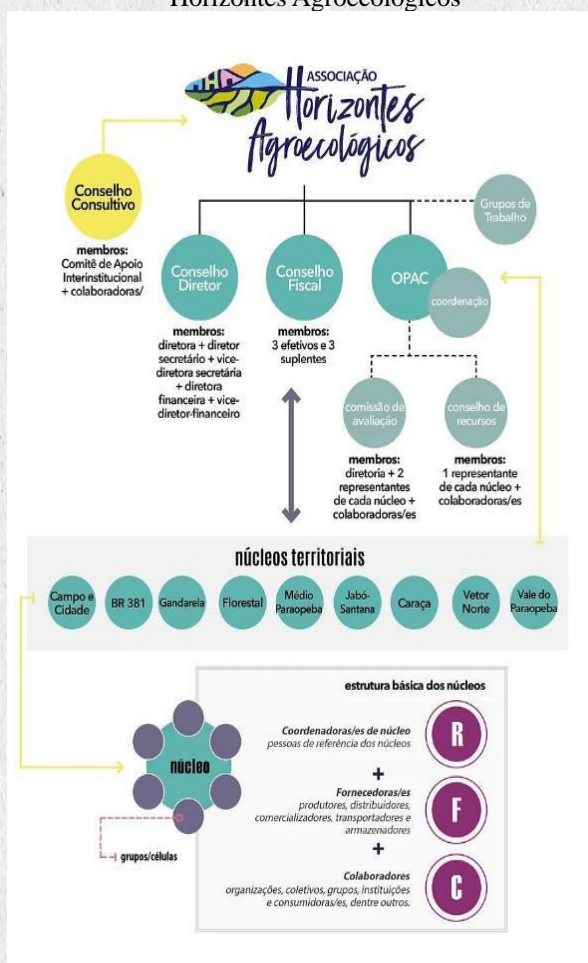 Horizontes Agroecológicos
ASSOCIAÇÃO
Horizontes
Agroecológicos
Conselho
Consultivo
membros:
Comitê de Apoio
Interinstitucional
+ colaboradoras/
Grupos de
Trabalho
Conselho
Diretor
membros:
diretora + diretor
secretário + vice-
diretora secretária
+ diretora
financeira + vice-
diretor-financeiro
Conselho
Fiscal
membros:
3 efetivos e 3
suplentes
OPAC
coordenação
comissão de
avaliação
membros:
diretoria + 2
representantes
de cada núcleo +
colaboradoras/es
conselho de
recursos
membros:
1 representante
de cada núcleo +
colaboradoras/es
núcleos territoriais
Campo e
Cidade
BR 381
Gandarela
Florestal
Médio
Paraopeba
Jabó-
Santana
Caraça
Vetor
Norte
Vale do
Paraopeba
estrutura básica dos núcleos
núcleo
grupos/células
Coordenadoras/es de núcleo
pessoas de referência dos núcleos
R
+
Fornecedoras/es
produtores, distribuidores,
comercializadores, transportadores e
armazenadores
F
+
Colaboradores
organizações, coletivos, grupos, instituições
e consumidoras/es, dentre outros.
C